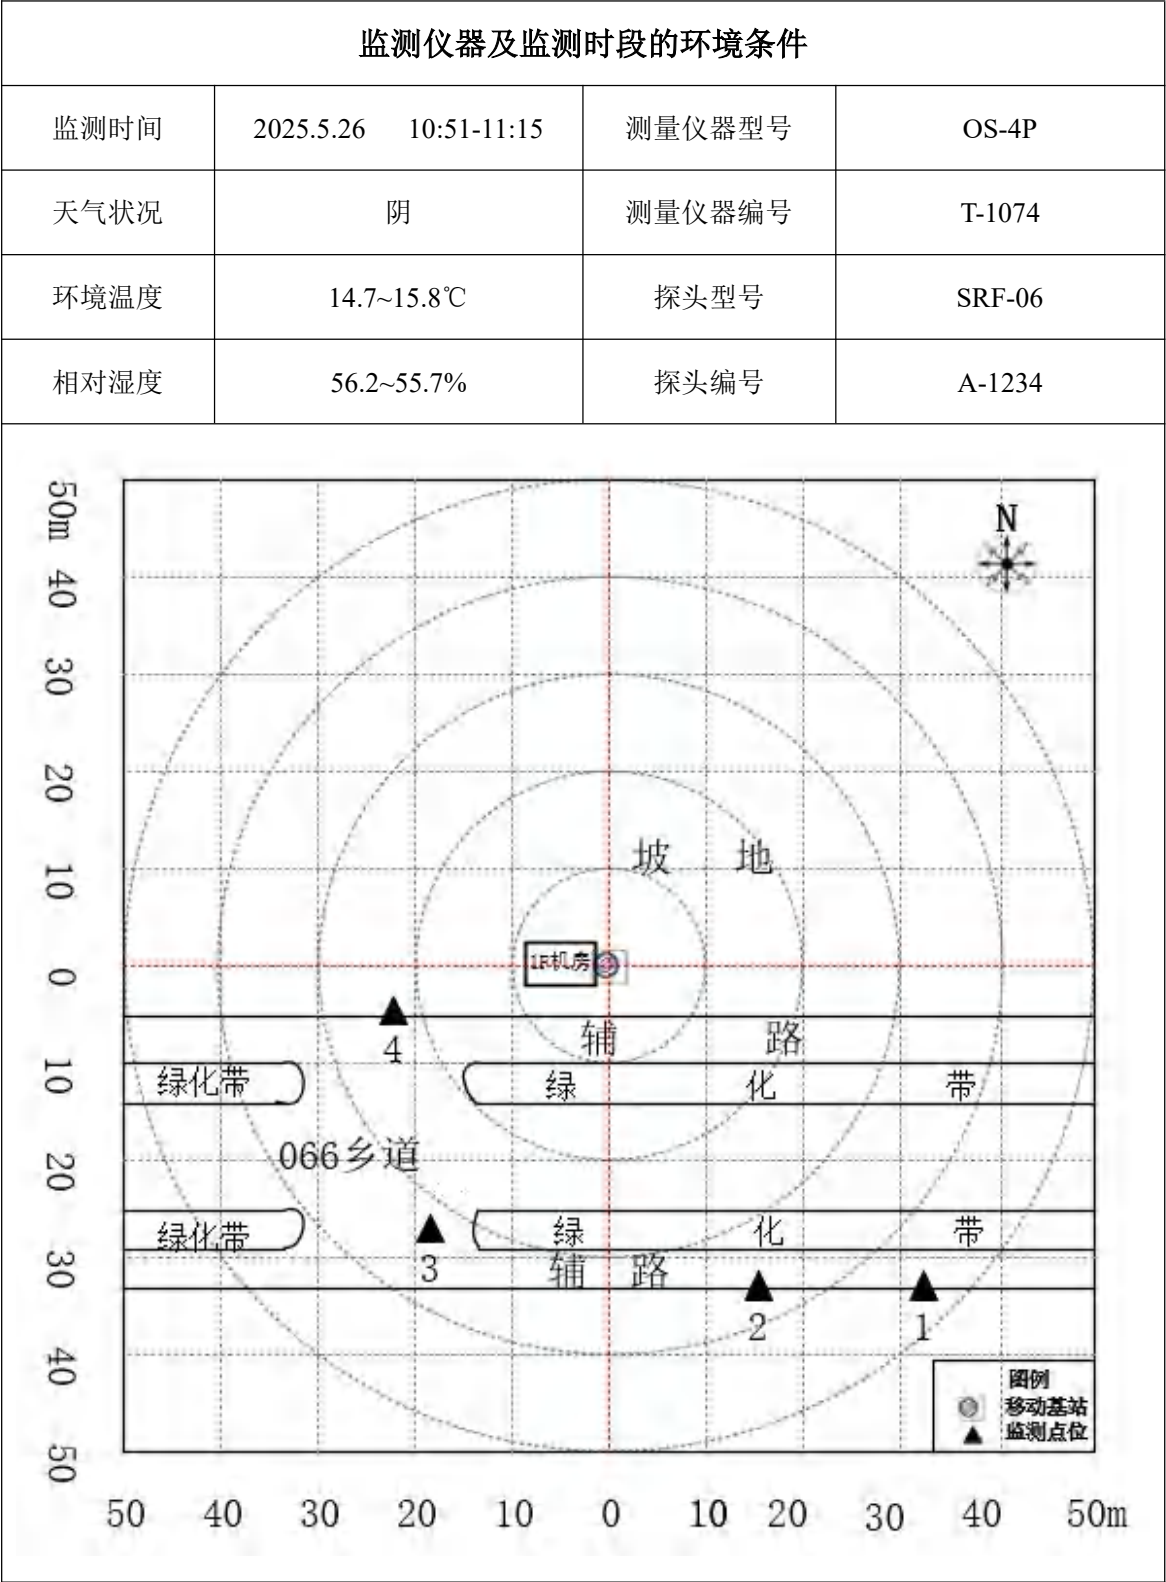 监测仪器及监测时段的环境条件
监测时间 2025.5.26 10:51-11:15 测量仪器型号 OS-4P
天气状况 阴 测量仪器编号 T-1074
环境温度 14.7~15.8℃ 探头型号 SRF-06
相对湿度 56.2~55.7% 探头编号 A-1234
50m
N
40
30
20
坡 地
10
1F机房
0
4
辅 路
10
绿化带 绿 化 带
066乡道
20
绿化带 绿 化 带
3
30
辅 路
2 1
40
图例
移动基站
监测点位
50
50 40 30 20 10 0 10 20 30 40 50m